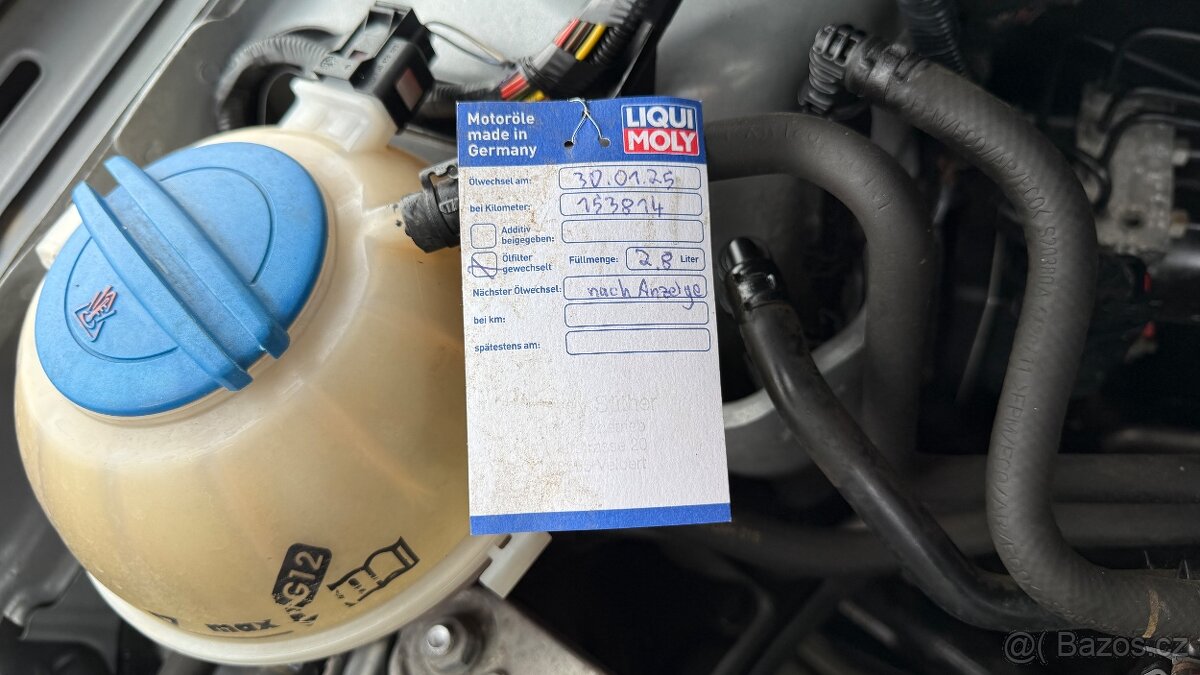 Motoröle
made in
Germany
LIQUI
MOLY
Ölwechsel am: 30.01.25
bei Kilometer: 153814
Additiv
beigegeben:
Ölfilter
gewechselt
Füllmenge: 2.8 Liter
Nächster Ölwechsel: nach Anzeige
bei km:
spätestens am:
G12
max
@( Bazos.cz